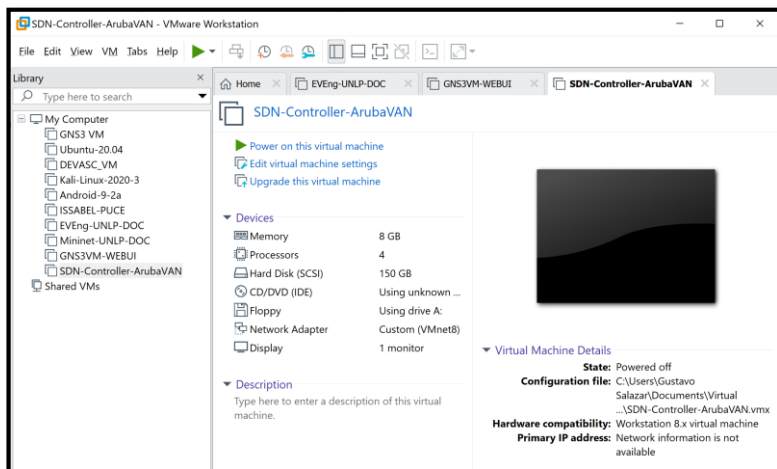 SDN-Controller-ArubaVAN - VMware Workstation
File Edit View VM Tabs Help
Library
Type here to search
My Computer
GNS3 VM
Ubuntu-20.04
DEVASC_VM
Kali-Linux-2020-3
Android-9-2a
ISSABEL-PUCE
EVEng-UNLP-DOC
Mininet-UNLP-DOC
GNS3VM-WEBUI
SDN-Controller-ArubaVAN
Shared VMs
Home EVEng-UNLP-DOC GNS3VM-WEBUI SDN-Controller-ArubaVAN
SDN-Controller-ArubaVAN
Power on this virtual machine
Edit virtual machine settings
Upgrade this virtual machine
Devices
Memory 8 GB
Processors 4
Hard Disk (SCSI) 150 GB
CD/DVD (IDE) Using unknown ...
Floppy Using drive A:
Network Adapter Custom (VMnet8)
Display 1 monitor
Description
Type here to enter a description of this virtual
machine.
Virtual Machine Details
State: Powered off
Configuration file: C:\Users\Gustavo
Salazar\Documents\Virtual
...\SDN-Controller-ArubaVAN.vmx
Hardware compatibility: Workstation 8.x virtual machine
Primary IP address: Network information is not
available